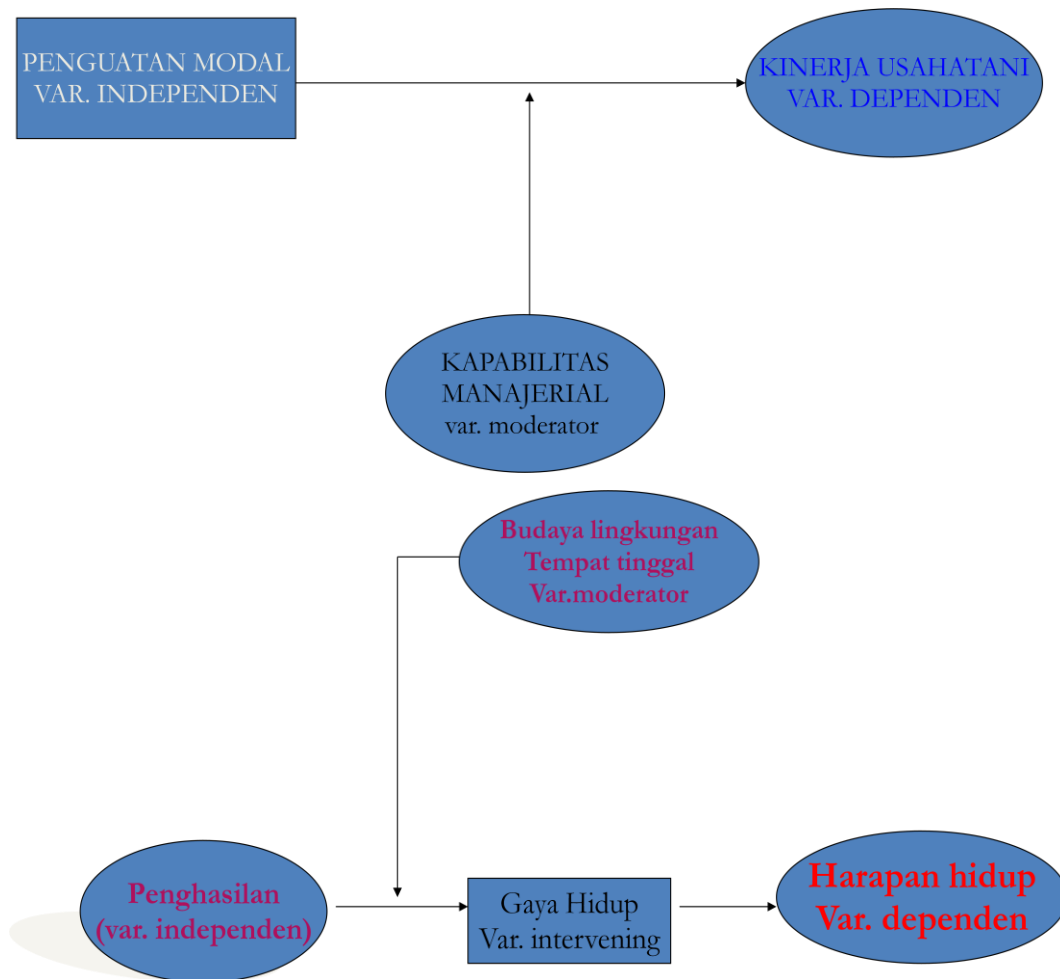 PENGUATAN MODAL
VAR. INDEPENDEN
KINERJA USAHATANI
VAR. DEPENDEN
KAPABILITAS
MANAJERIAL
var. moderator
Budaya lingkungan
Tempat tinggal
Var.moderator
Penghasilan
(var. independen)
Gaya Hidup
Var. intervening
Harapan hidup
Var. dependen